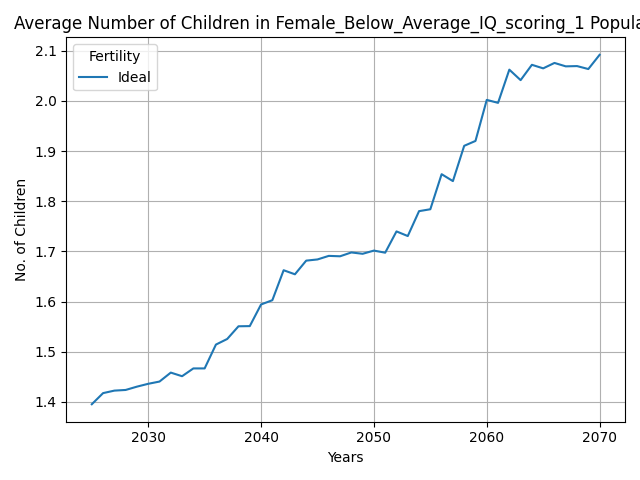 Average Number of Children in Female_Below_Average_IQ_scoring_1 Popula
Fertility
Ideal
No. of Children
2.1
2.0
1.9
1.8
1.7
1.6
1.5
1.4
2030 2040 2050 2060 2070
Years